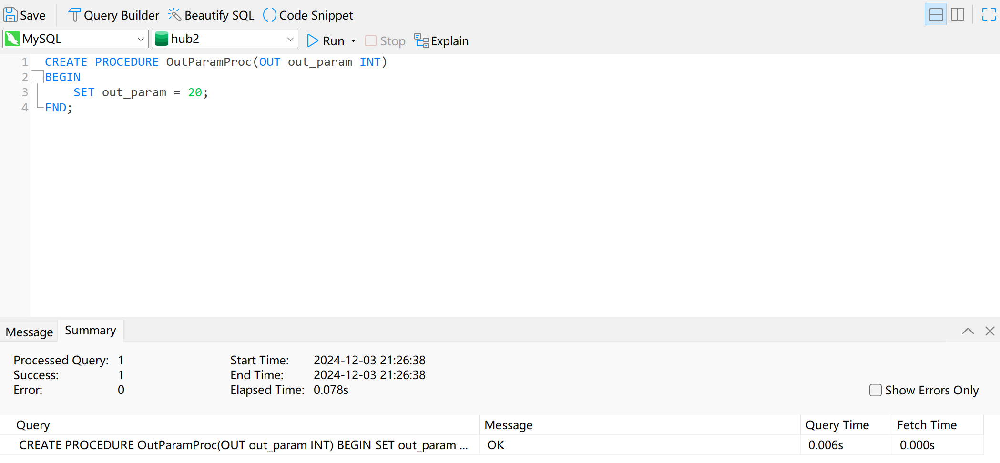 Save Query Builder Beautify SQL Code Snippet
MySQL hub2 Run Stop Explain
1 CREATE PROCEDURE OutParamProc(OUT out_param INT)
2 BEGIN
3 SET out_param = 20;
4 END;
Message Summary
Processed Query: 1 Start Time: 2024-12-03 21:26:38
Success: 1 End Time: 2024-12-03 21:26:38
Error: 0 Elapsed Time: 0.078s Show Errors Only
Query Message Query Time Fetch Time
CREATE PROCEDURE OutParamProc(OUT out_param INT) BEGIN SET out_param ... OK 0.006s 0.000s